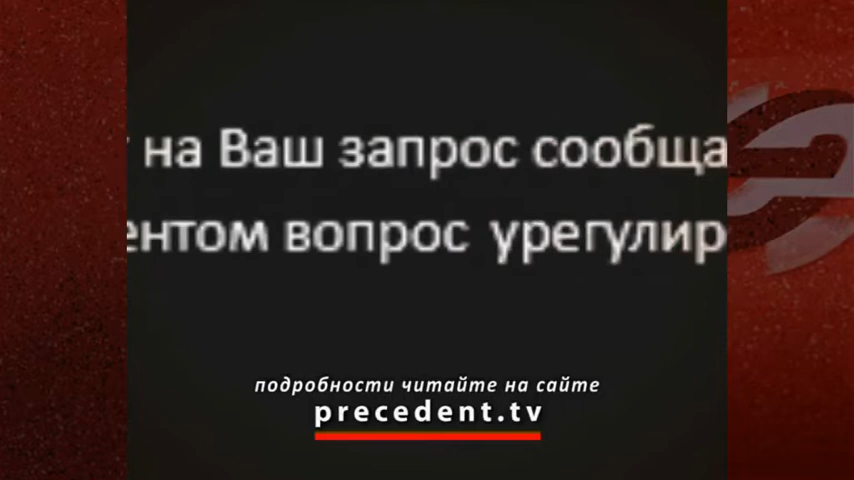 на Ваш запрос сообща
ентом вопрос урегулир
подробности читайте на сайте
precedent.tv